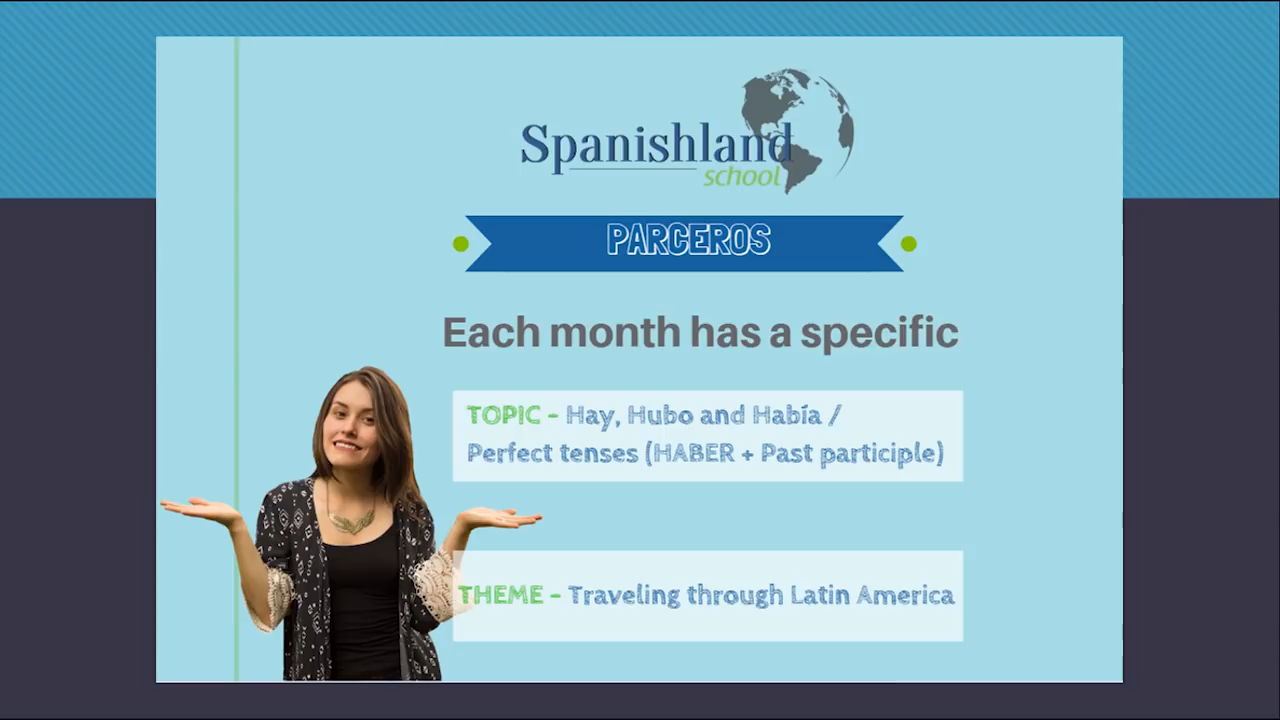 Spanishland
school
PARCEROS
Each month has a specific
TOPIC - Hay, Hubo and Había /
Perfect tenses (HABER + Past participle)
THEME - Traveling through Latin America